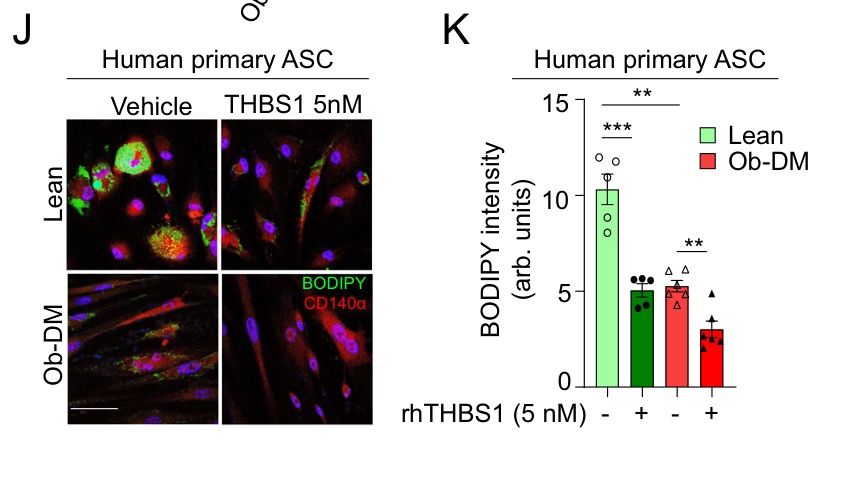 J
Human primary ASC
Vehicle THBS1 5nM
Lean
Ob-DM
BODIPY
CD140α
K
Human primary ASC
BODIPY intensity
(arb. units)
15
10
5
0
**
***
**
Lean
Ob-DM
rhTHBS1 (5 nM) - + - +